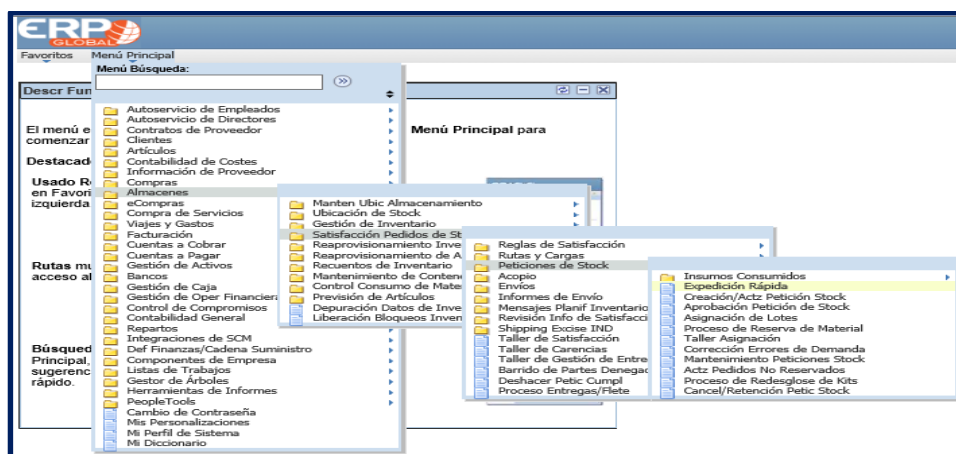 ERP
GLOBAL
Favoritos Menú Principal
Menú Búsqueda:
Descr Fun
El menú e
comenzar
Menú Principal para
Destacad
Usado R
en Favori
izquierda
Rutas mu
acceso al
Búsqued
Principal,
sugerenc
rápido.
Autoservicio de Empleados
Autoservicio de Directores
Contratos de Proveedor
Clientes
Artículos
Contabilidad de Costes
Información de Proveedor
Compras
Almacenes
eCompras
Compra de Servicios
Viajes y Gastos
Facturación
Cuentas a Cobrar
Cuentas a Pagar
Gestión de Activos
Bancos
Gestión de Caja
Gestión de Oper Financiera
Control de Compromisos
Contabilidad General
Repartos
Integraciones de SCM
Def Finanzas/Cadena Suministro
Componentes de Empresa
Listas de Trabajos
Gestor de Árboles
Herramientas de Informes
PeopleTools
Cambio de Contraseña
Mis Personalizaciones
Mi Perfil de Sistema
Mi Diccionario
Manten Ubic Almacenamiento
Ubicación de Stock
Gestión de Inventario
Satisfacción Pedidos de St
Reaprovisionamiento Inve
Reaprovisionamiento de A
Recuentos de Inventario
Mantenimiento de Conten
Control Consumo de Mate
Previsión de Artículos
Depuración Datos de Inve
Liberación Bloqueos Inven
Reglas de Satisfacción
Rutas y Cargas
Peticiones de Stock
Acopio
Envíos
Informes de Envío
Mensajes Planif Inventario
Revisión Info de Satisfacci
Shipping Excise IND
Taller de Satisfacción
Taller de Carencias
Taller de Gestión de Entre
Barrido de Partes Denegad
Deshacer Petic Cumpl
Proceso Entregas/Flete
Insumos Consumidos
Expedición Rápida
Creación/Actz Petición Stock
Aprobación Petición de Stock
Asignación de Lotes
Proceso de Reserva de Material
Taller Asignación
Corrección Errores de Demanda
Mantenimiento Peticiones Stock
Actz Pedidos No Reservados
Proceso de Redesglose de Kits
Cancel/Retención Petic Stock